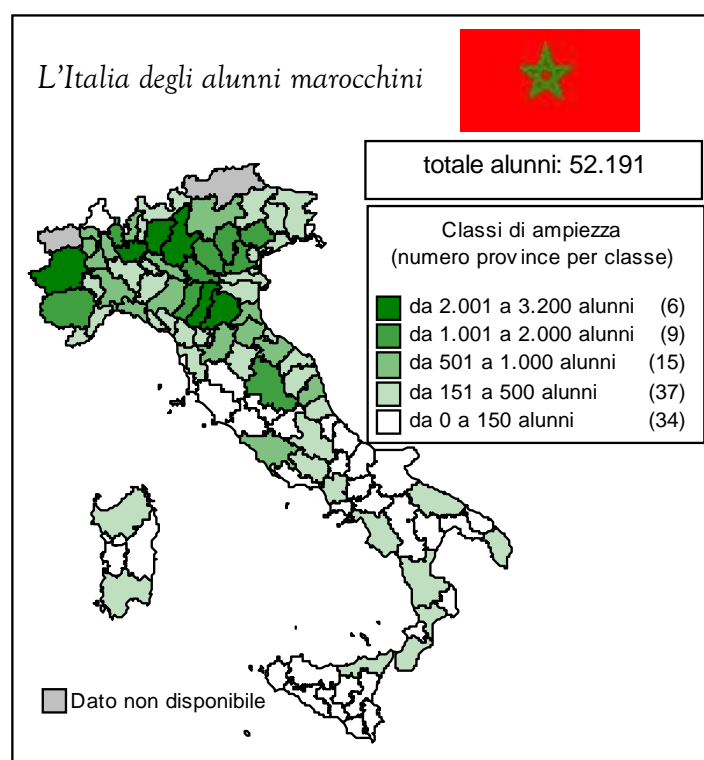 L'Italia degli alunni marocchini
totale alunni: 52.191
Classi di ampiezza
(numero province per classe)
da 2.001 a 3.200 alunni (6)
da 1.001 a 2.000 alunni (9)
da 501 a 1.000 alunni (15)
da 151 a 500 alunni (37)
da 0 a 150 alunni (34)
Dato non disponibile